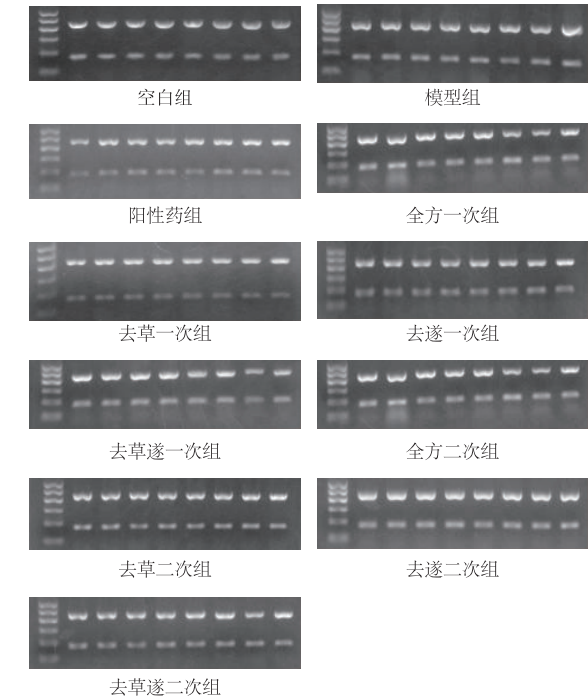 空白组
模型组
阳性药组
全方一次组
去草一次组
去遂一次组
去草遂一次组
全方二次组
去草二次组
去遂二次组
去草遂二次组